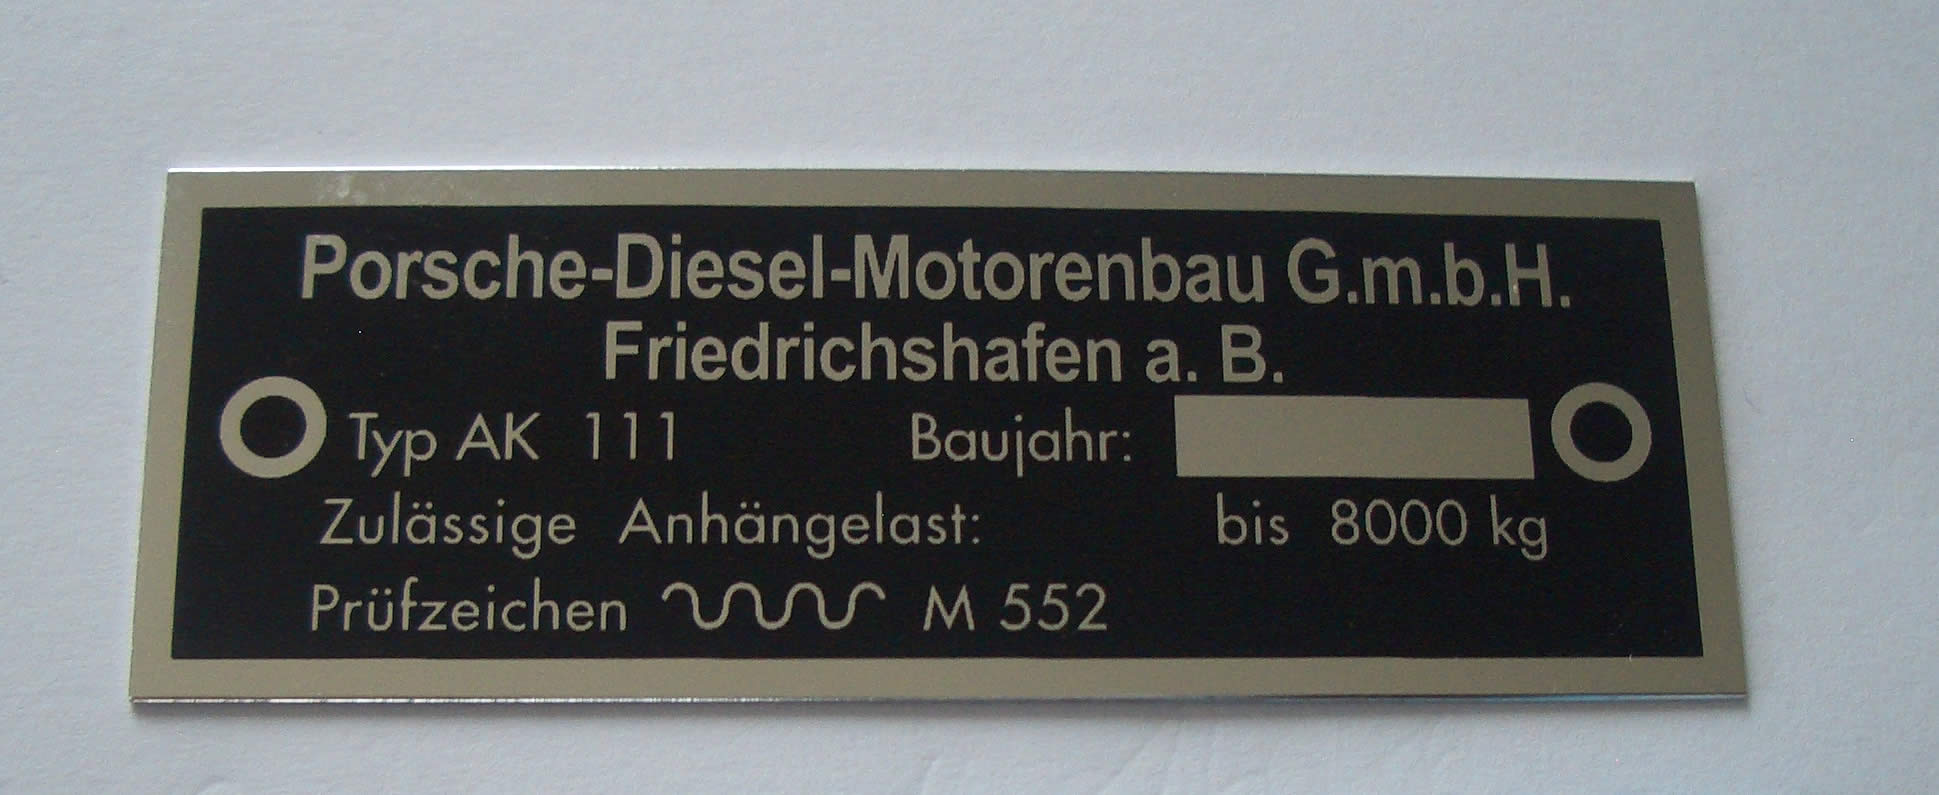 Porsche-Diesel-Motorenbau G.m.b.H.
Friedrichshafen a. B.
Typ AK 111 Baujahr:
Zulässige Anhängelast: bis 8000 kg
Prüfzeichen M 552